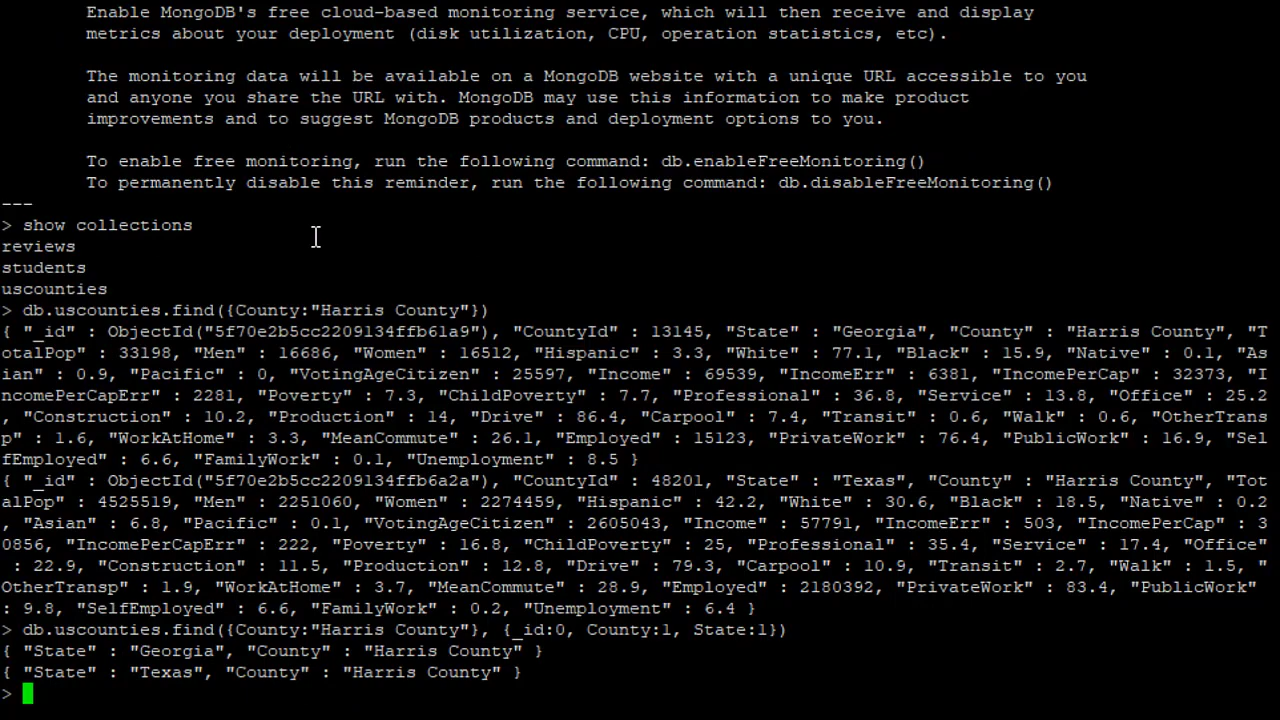 Enable MongoDB's free cloud-based monitoring service, which will then receive and display
metrics about your deployment (disk utilization, CPU, operation statistics, etc).
The monitoring data will be available on a MongoDB website with a unique URL accessible to you
and anyone you share the URL with. MongoDB may use this information to make product
improvements and to suggest MongoDB products and deployment options to you.
To enable free monitoring, run the following command: db.enableFreeMonitoring()
To permanently disable this reminder, run the following command: db.disableFreeMonitoring()
---
> show collections
reviews
students
uscounties
> db.uscounties.find({County:"Harris County"})
{ "_id" : ObjectId("5f70e2b5cc2209134ffb61a9"), "CountyId" : 13145, "State" : "Georgia", "County" : "Harris County", "T
otalPop" : 33198, "Men" : 16686, "Women" : 16512, "Hispanic" : 3.3, "White" : 77.1, "Black" : 15.9, "Native" : 0.1, "As
ian" : 0.9, "Pacific" : 0, "VotingAgeCitizen" : 25597, "Income" : 69539, "IncomeErr" : 6381, "IncomePerCap" : 32373, "I
ncomePerCapErr" : 2281, "Poverty" : 7.3, "ChildPoverty" : 7.7, "Professional" : 36.8, "Service" : 13.8, "Office" : 25.2
, "Construction" : 10.2, "Production" : 14, "Drive" : 86.4, "Carpool" : 7.4, "Transit" : 0.6, "Walk" : 0.6, "OtherTrans
p" : 1.6, "WorkAtHome" : 3.3, "MeanCommute" : 26.1, "Employed" : 15123, "PrivateWork" : 76.4, "PublicWork" : 16.9, "Sel
fEmployed" : 6.6, "FamilyWork" : 0.1, "Unemployment" : 8.5 }
{ "_id" : ObjectId("5f70e2b5cc2209134ffb6a2a"), "CountyId" : 48201, "State" : "Texas", "County" : "Harris County", "Tot
alPop" : 4525519, "Men" : 2251060, "Women" : 2274459, "Hispanic" : 42.2, "White" : 30.6, "Black" : 18.5, "Native" : 0.2
, "Asian" : 6.8, "Pacific" : 0.1, "VotingAgeCitizen" : 2605043, "Income" : 57791, "IncomeErr" : 503, "IncomePerCap" : 3
0856, "IncomePerCapErr" : 222, "Poverty" : 16.8, "ChildPoverty" : 25, "Professional" : 35.4, "Service" : 17.4, "Office"
: 22.9, "Construction" : 11.5, "Production" : 12.8, "Drive" : 79.3, "Carpool" : 10.9, "Transit" : 2.7, "Walk" : 1.5, "
OtherTransp" : 1.9, "WorkAtHome" : 3.7, "MeanCommute" : 28.9, "Employed" : 2180392, "PrivateWork" : 83.4, "PublicWork"
: 9.8, "SelfEmployed" : 6.6, "FamilyWork" : 0.2, "Unemployment" : 6.4 }
> db.uscounties.find({County:"Harris County"}, {_id:0, County:1, State:1})
{ "State" : "Georgia", "County" : "Harris County" }
{ "State" : "Texas", "County" : "Harris County" }
>